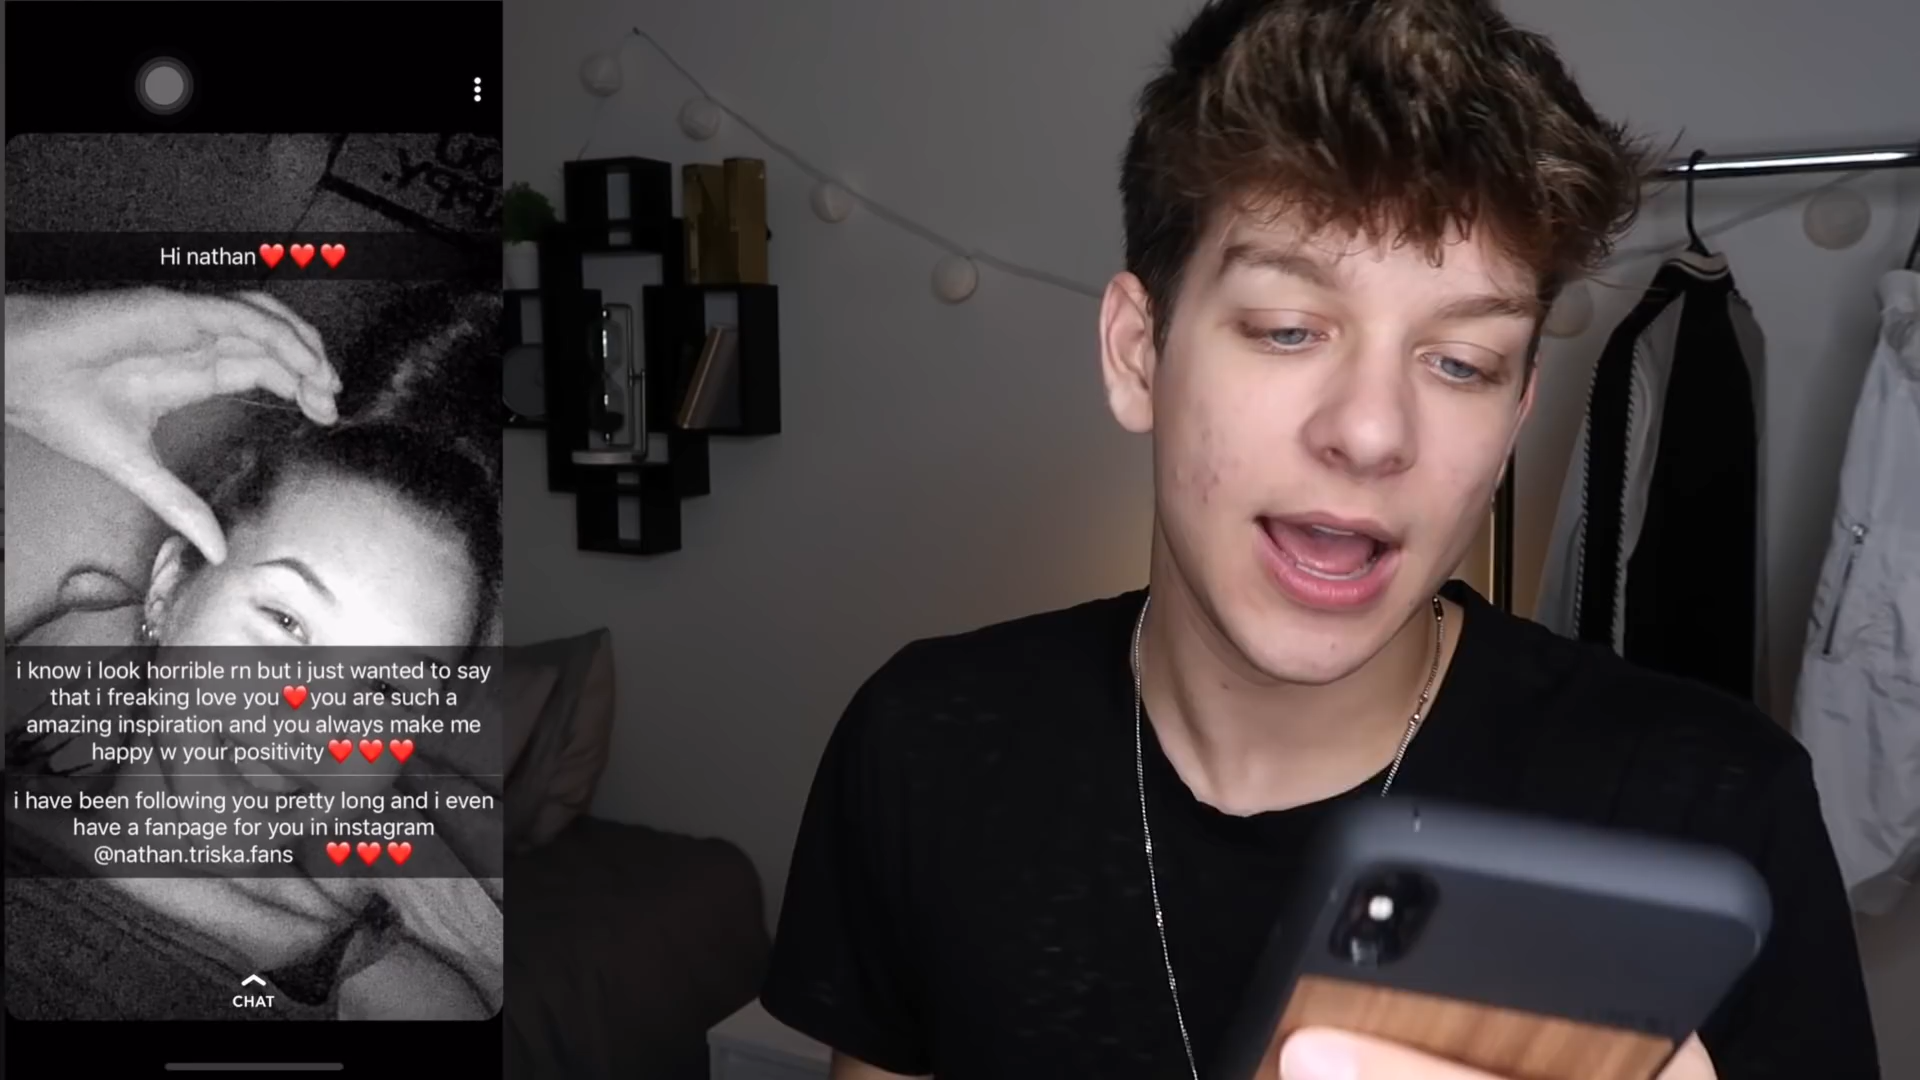 Hi nathan❤️❤️❤️
i know i look horrible rn but i just wanted to say
that i freaking love you❤️you are such a
amazing inspiration and you always make me
happy w your positivity❤️❤️❤️
i have been following you pretty long and i even
have a fanpage for you in instagram
@nathan.triska.fans ❤️❤️❤️
CHAT